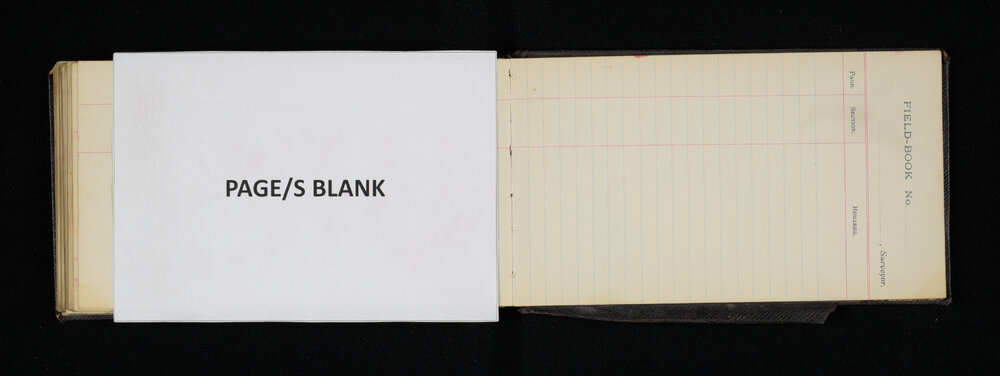 PAGE/S BLANK
FIELD-BOOK No.
, Surveyor.
PAGE. SECTION. REMARKS.